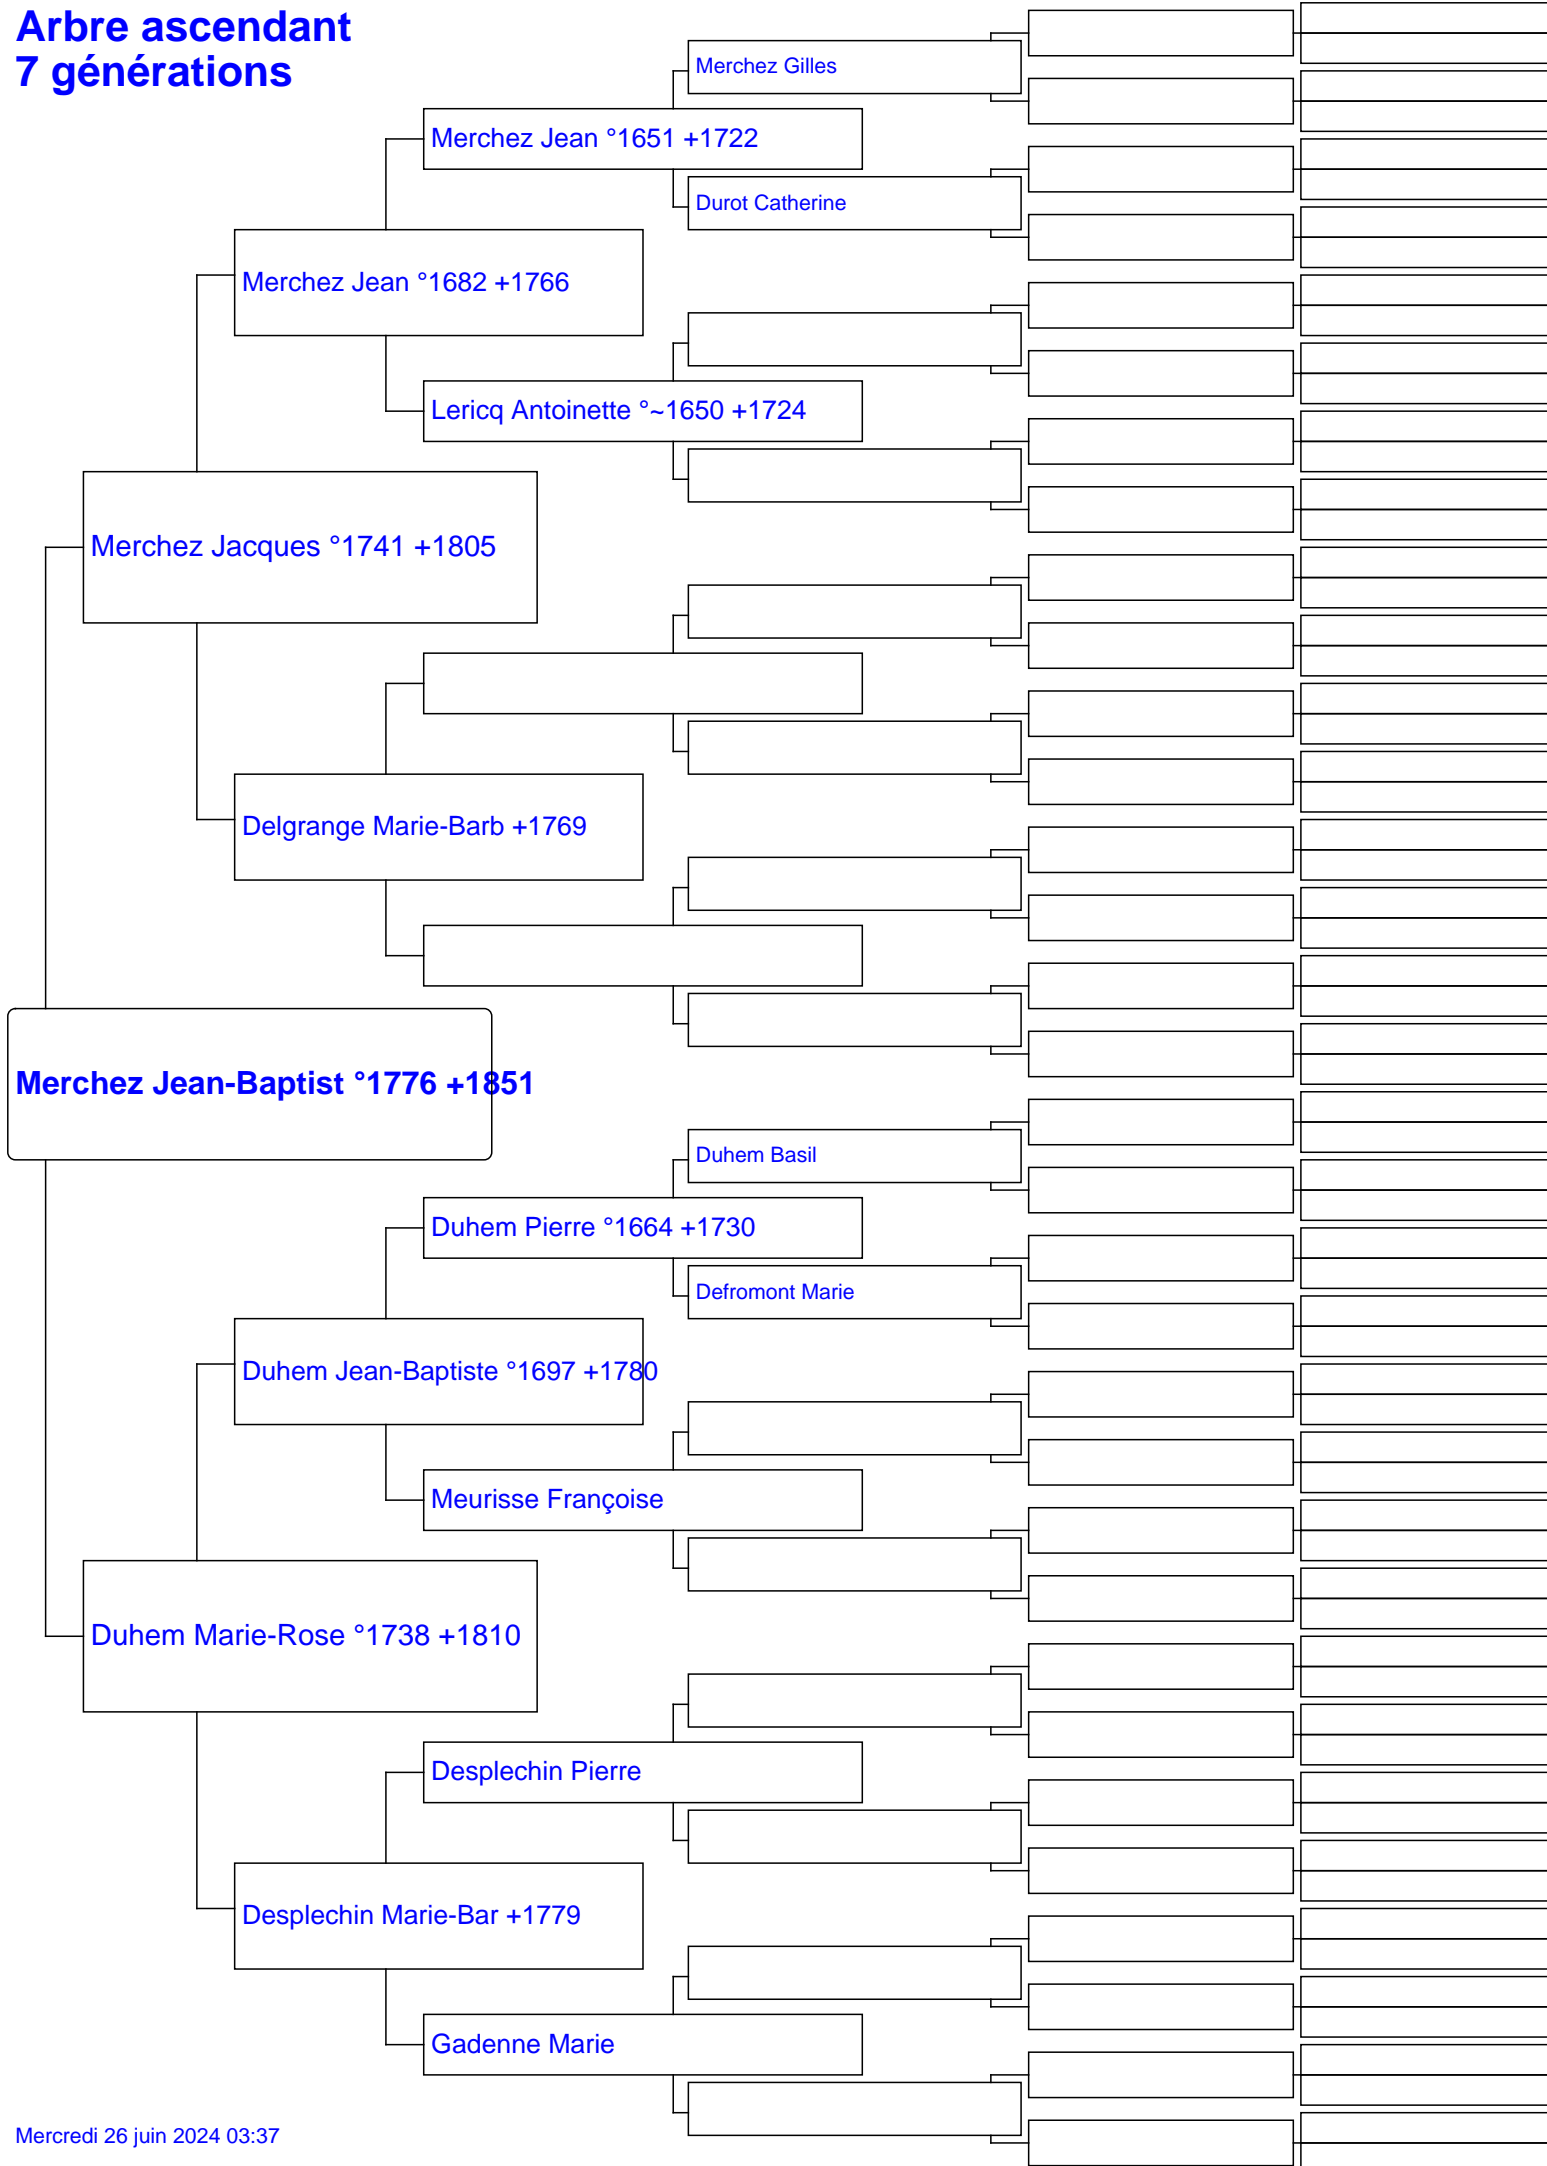 Arbre ascendant
7 générations
Merchez Gilles
Merchez Jean °1651 +1722
Durot Catherine
Merchez Jean °1682 +1766
Lericq Antoinette °~1650 +1724
Merchez Jacques °1741 +1805
Delgrange Marie-Barb +1769
Merchez Jean-Baptist °1776 +1851
Duhem Basil
Duhem Pierre °1664 +1730
Defromont Marie
Duhem Jean-Baptiste °1697 +1780
Meurisse Françoise
Duhem Marie-Rose °1738 +1810
Desplechin Pierre
Desplechin Marie-Bar +1779
Gadenne Marie
Mercredi 26 juin 2024 03:37